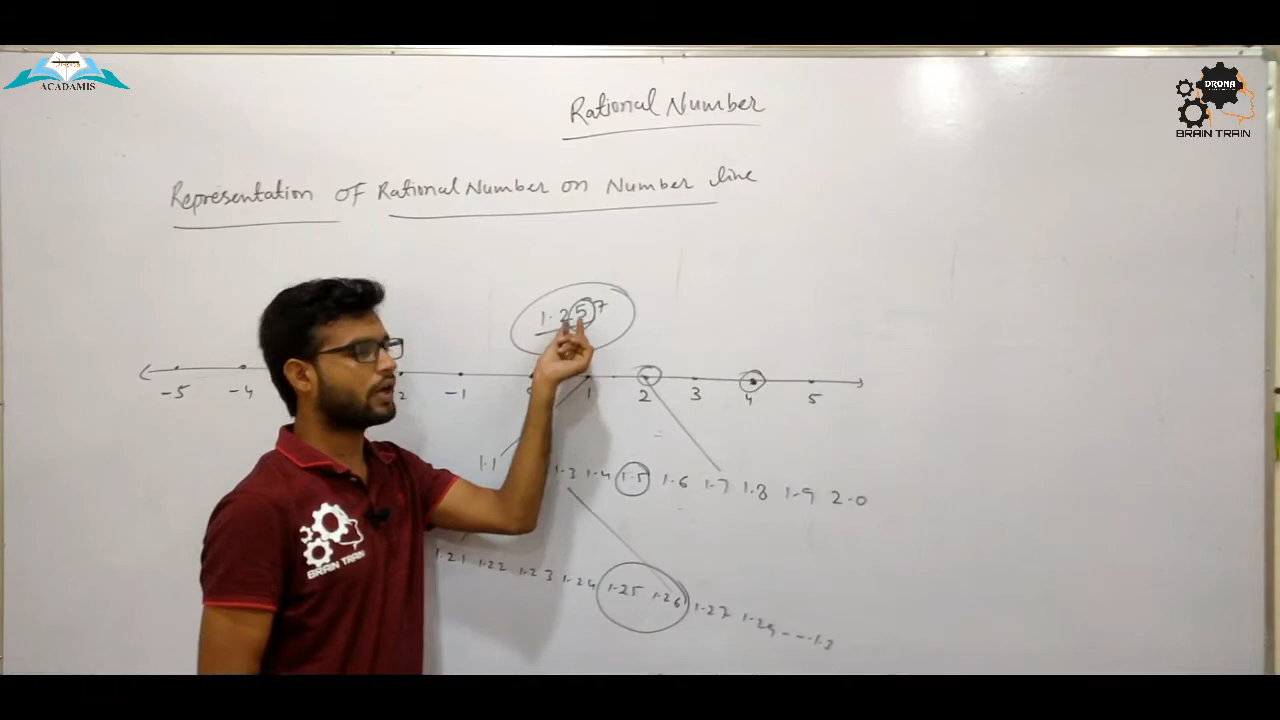 ACADAMIS
DRONA
BRAIN TRAIN
Rational Number
Representation of Rational Number on Number line
1.257
-5 -4 2 -1 1 2 3 4 5
1.1 1.3 1.4 1.5 1.6 1.7 1.8 1.9 2.0
1.21 1.22 1.23 1.24 1.25 1.26 1.27 ----1.3
BRAIN TRAIN